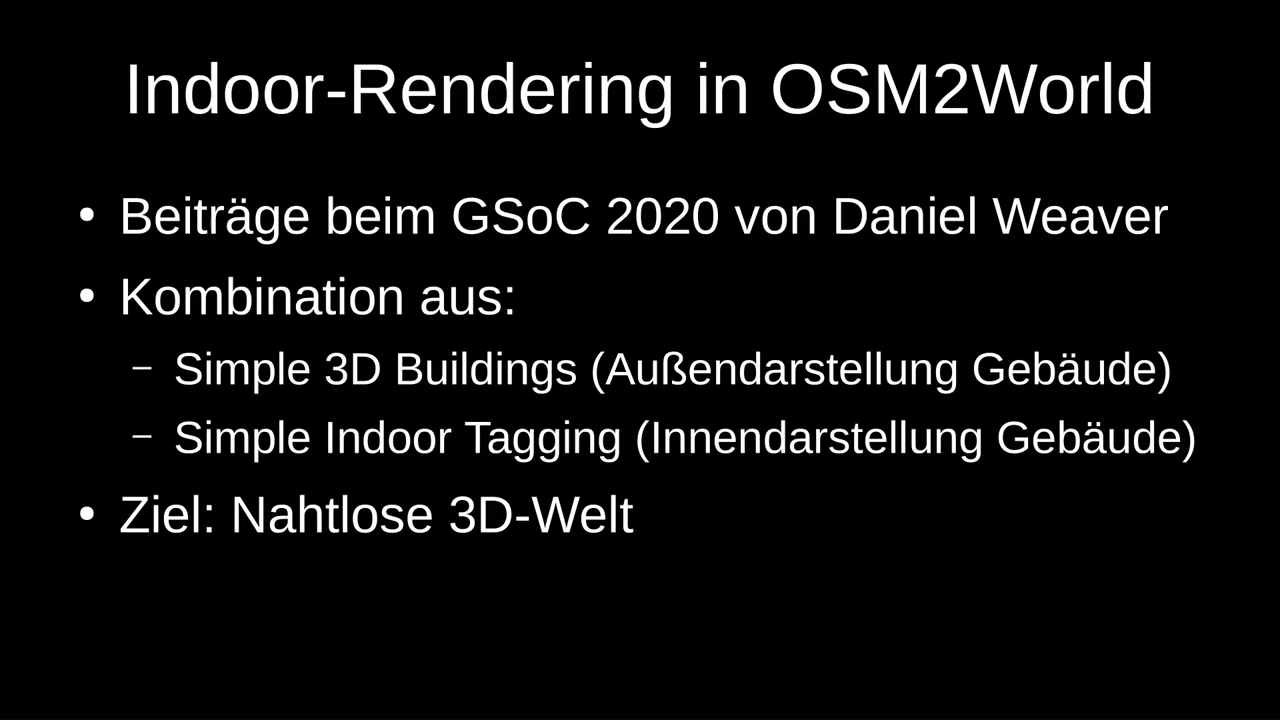 Indoor-Rendering in OSM2World
• Beiträge beim GSoC 2020 von Daniel Weaver
• Kombination aus:
– Simple 3D Buildings (Außendarstellung Gebäude)
– Simple Indoor Tagging (Innendarstellung Gebäude)
• Ziel: Nahtlose 3D-Welt